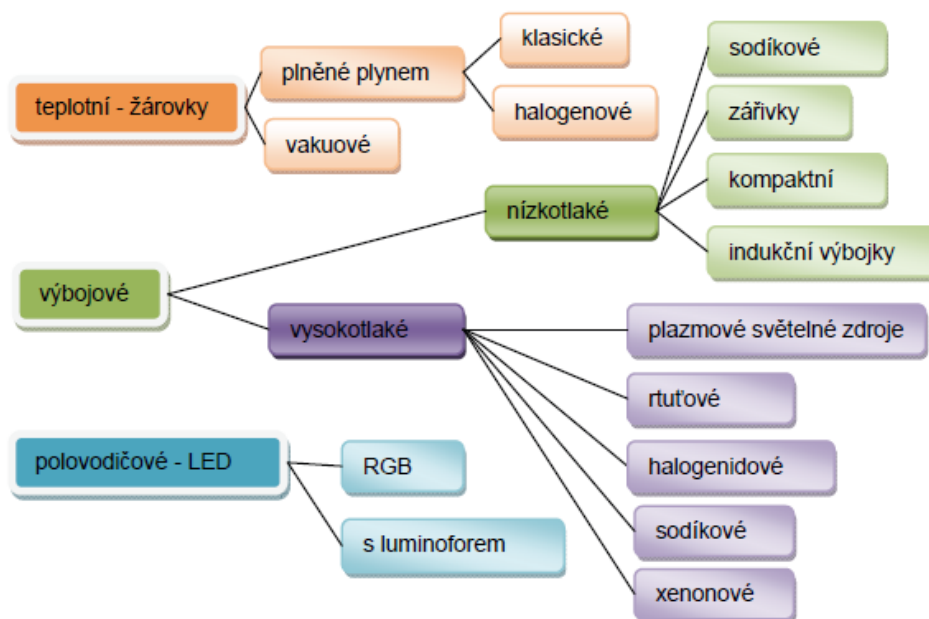 teplotní - žárovky
plněné plynem
klasické
halogenové
vakuové
výbojové
nízkotlaké
sodíkové
zářivky
kompaktní
indukční výbojky
vysokotlaké
plazmové světelné zdroje
rtuťové
halogenidové
sodíkové
xenonové
polovodičové - LED
RGB
s luminoforem